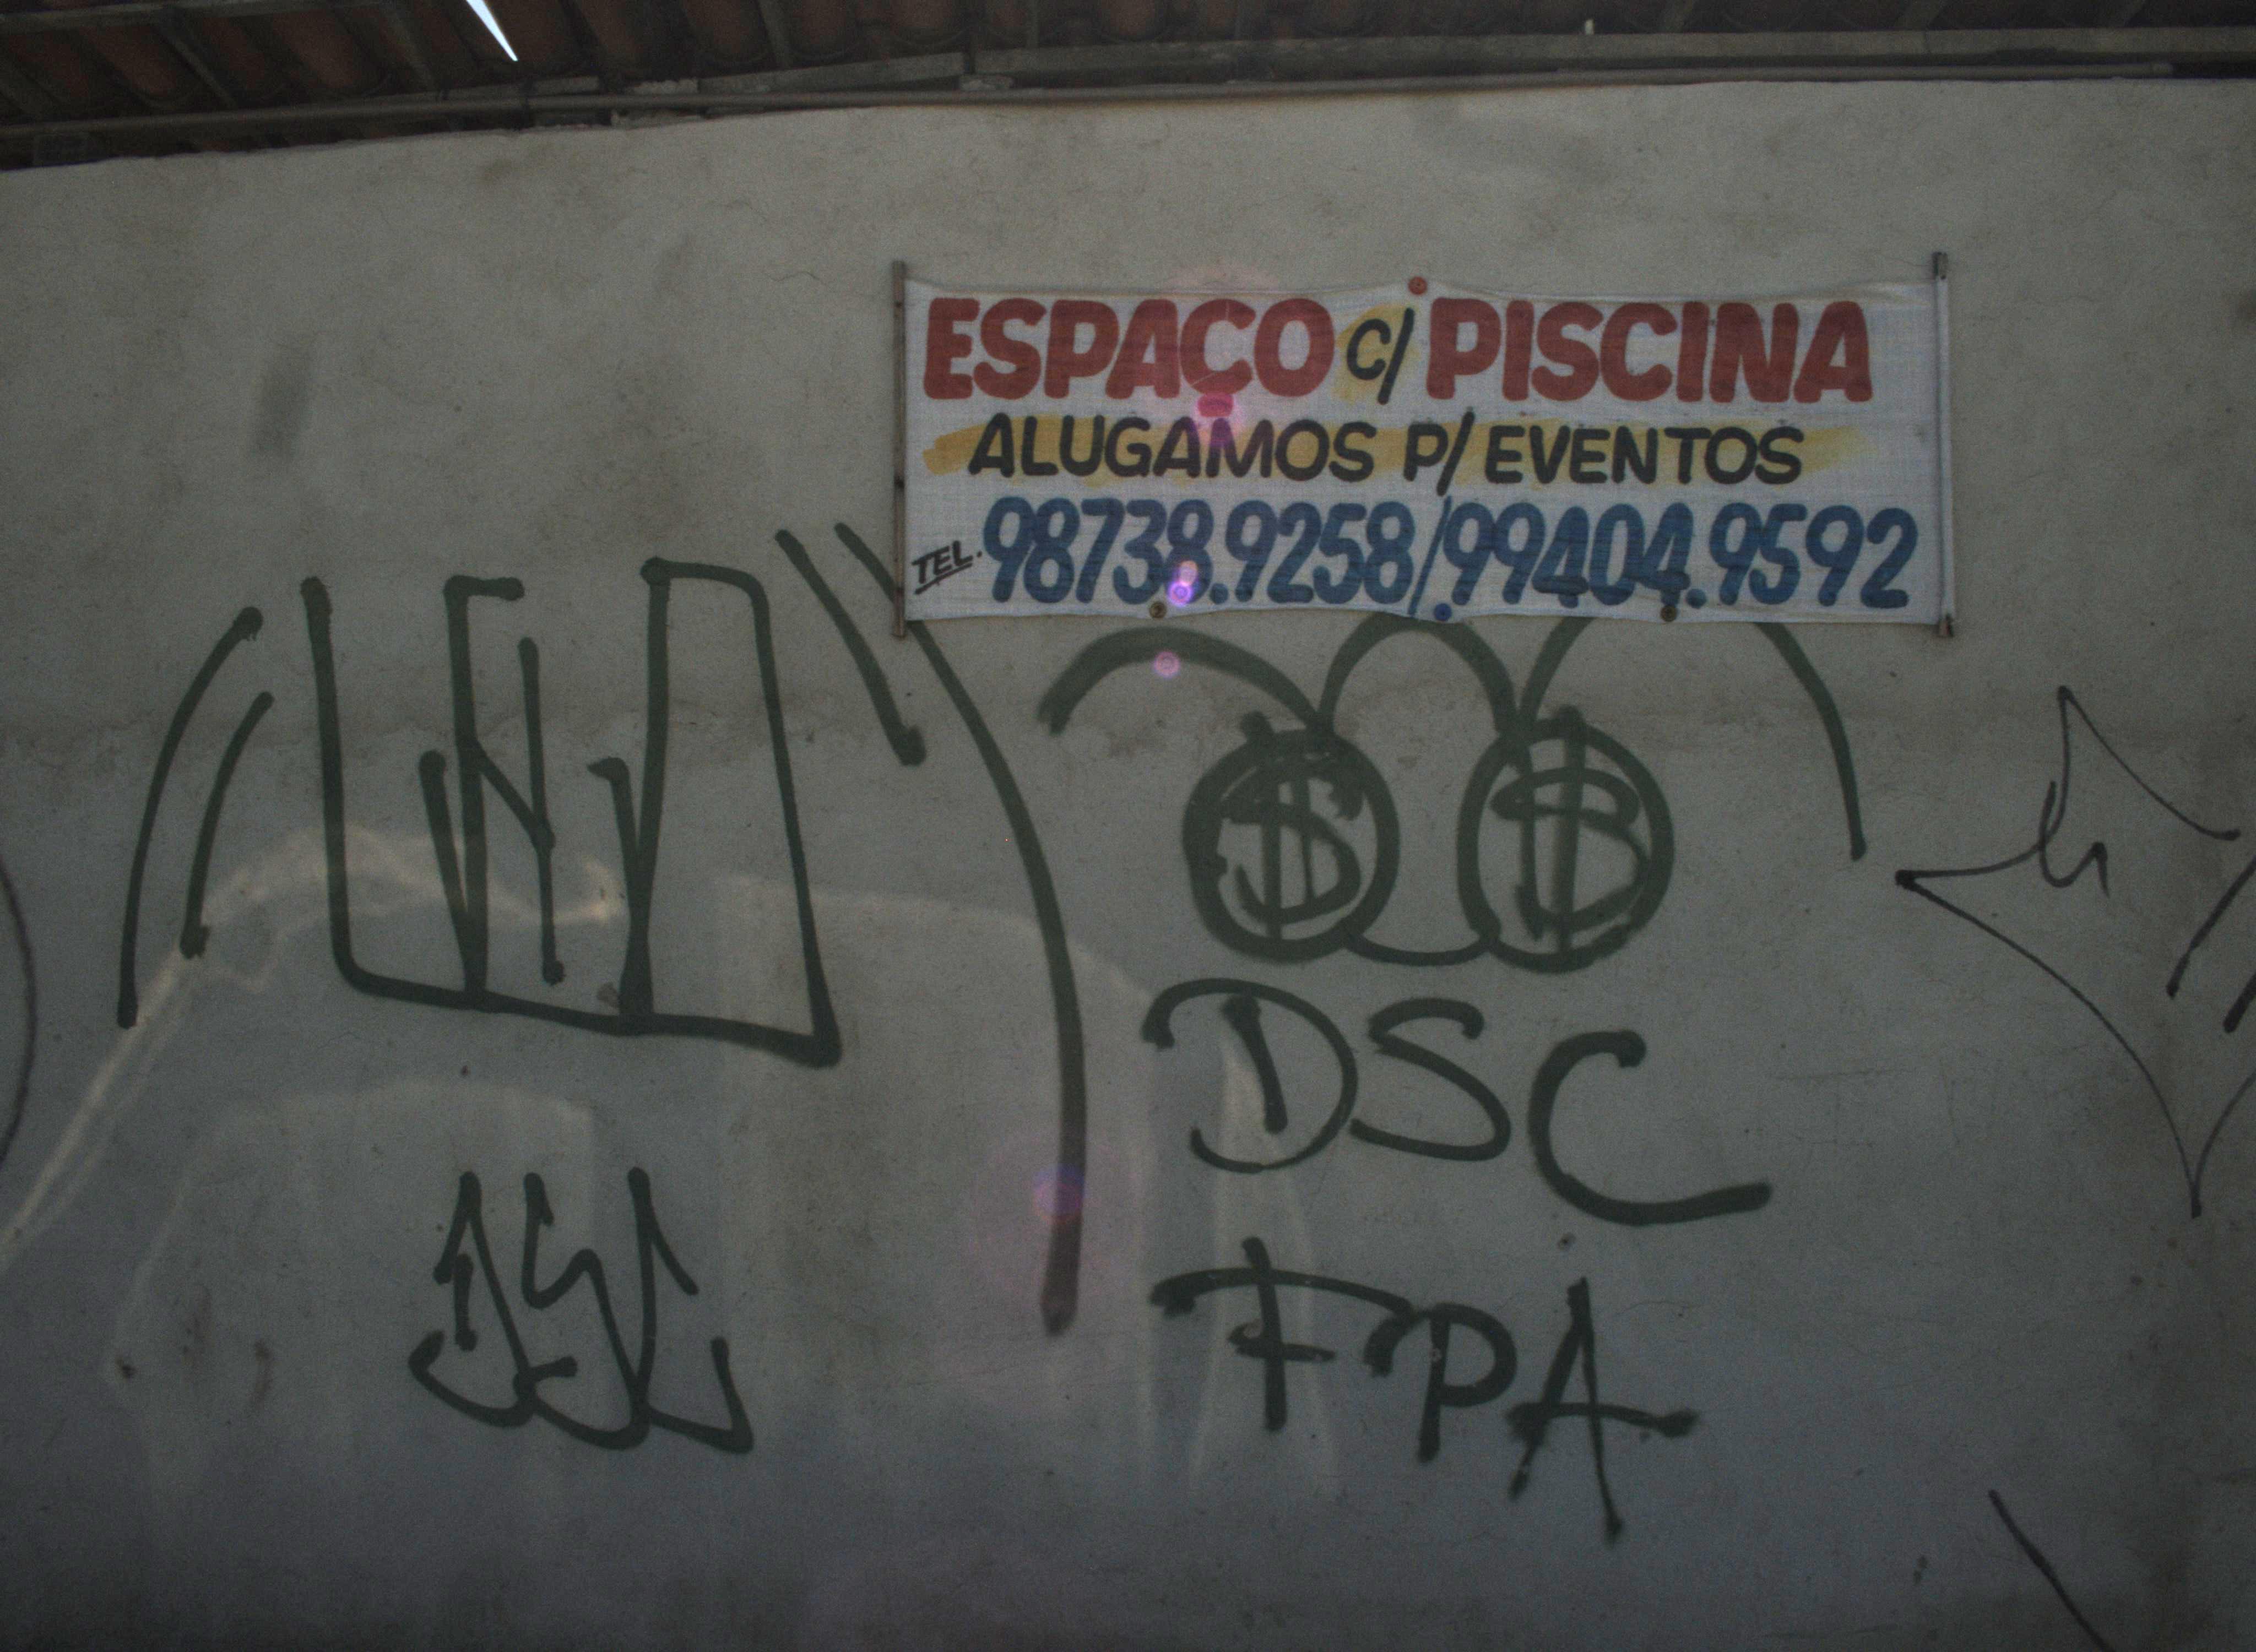 ESPAÇO c/ PISCINA
ALUGAMOS P/ EVENTOS
TEL. 98738.9258/99404.9592
$ B
DSC
FPA